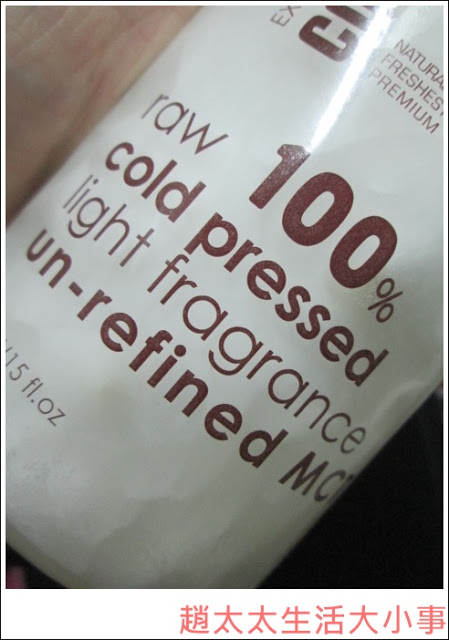 NATURAL
FRESHEST
PREMIUM
100%
raw
cold pressed
light fragrance
un-refined MCT
15 fl.oz
趙太太生活大小事